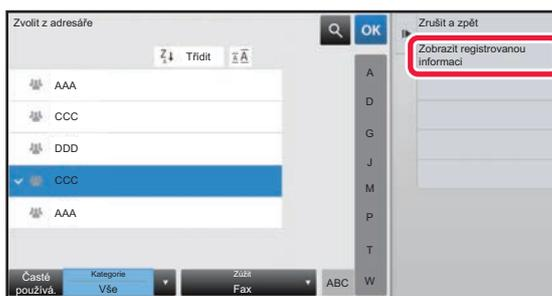 Zvolit z adresáře
OK
Zrušit a zpět
Zobrazit registrovanou
informaci
Z
A
Třídit
A
A
AAA
CCC
DDD
CCC
AAA
A
D
G
J
M
P
T
W
Časté
používá.
Kategorie
Vše
Zúžit
Fax
ABC